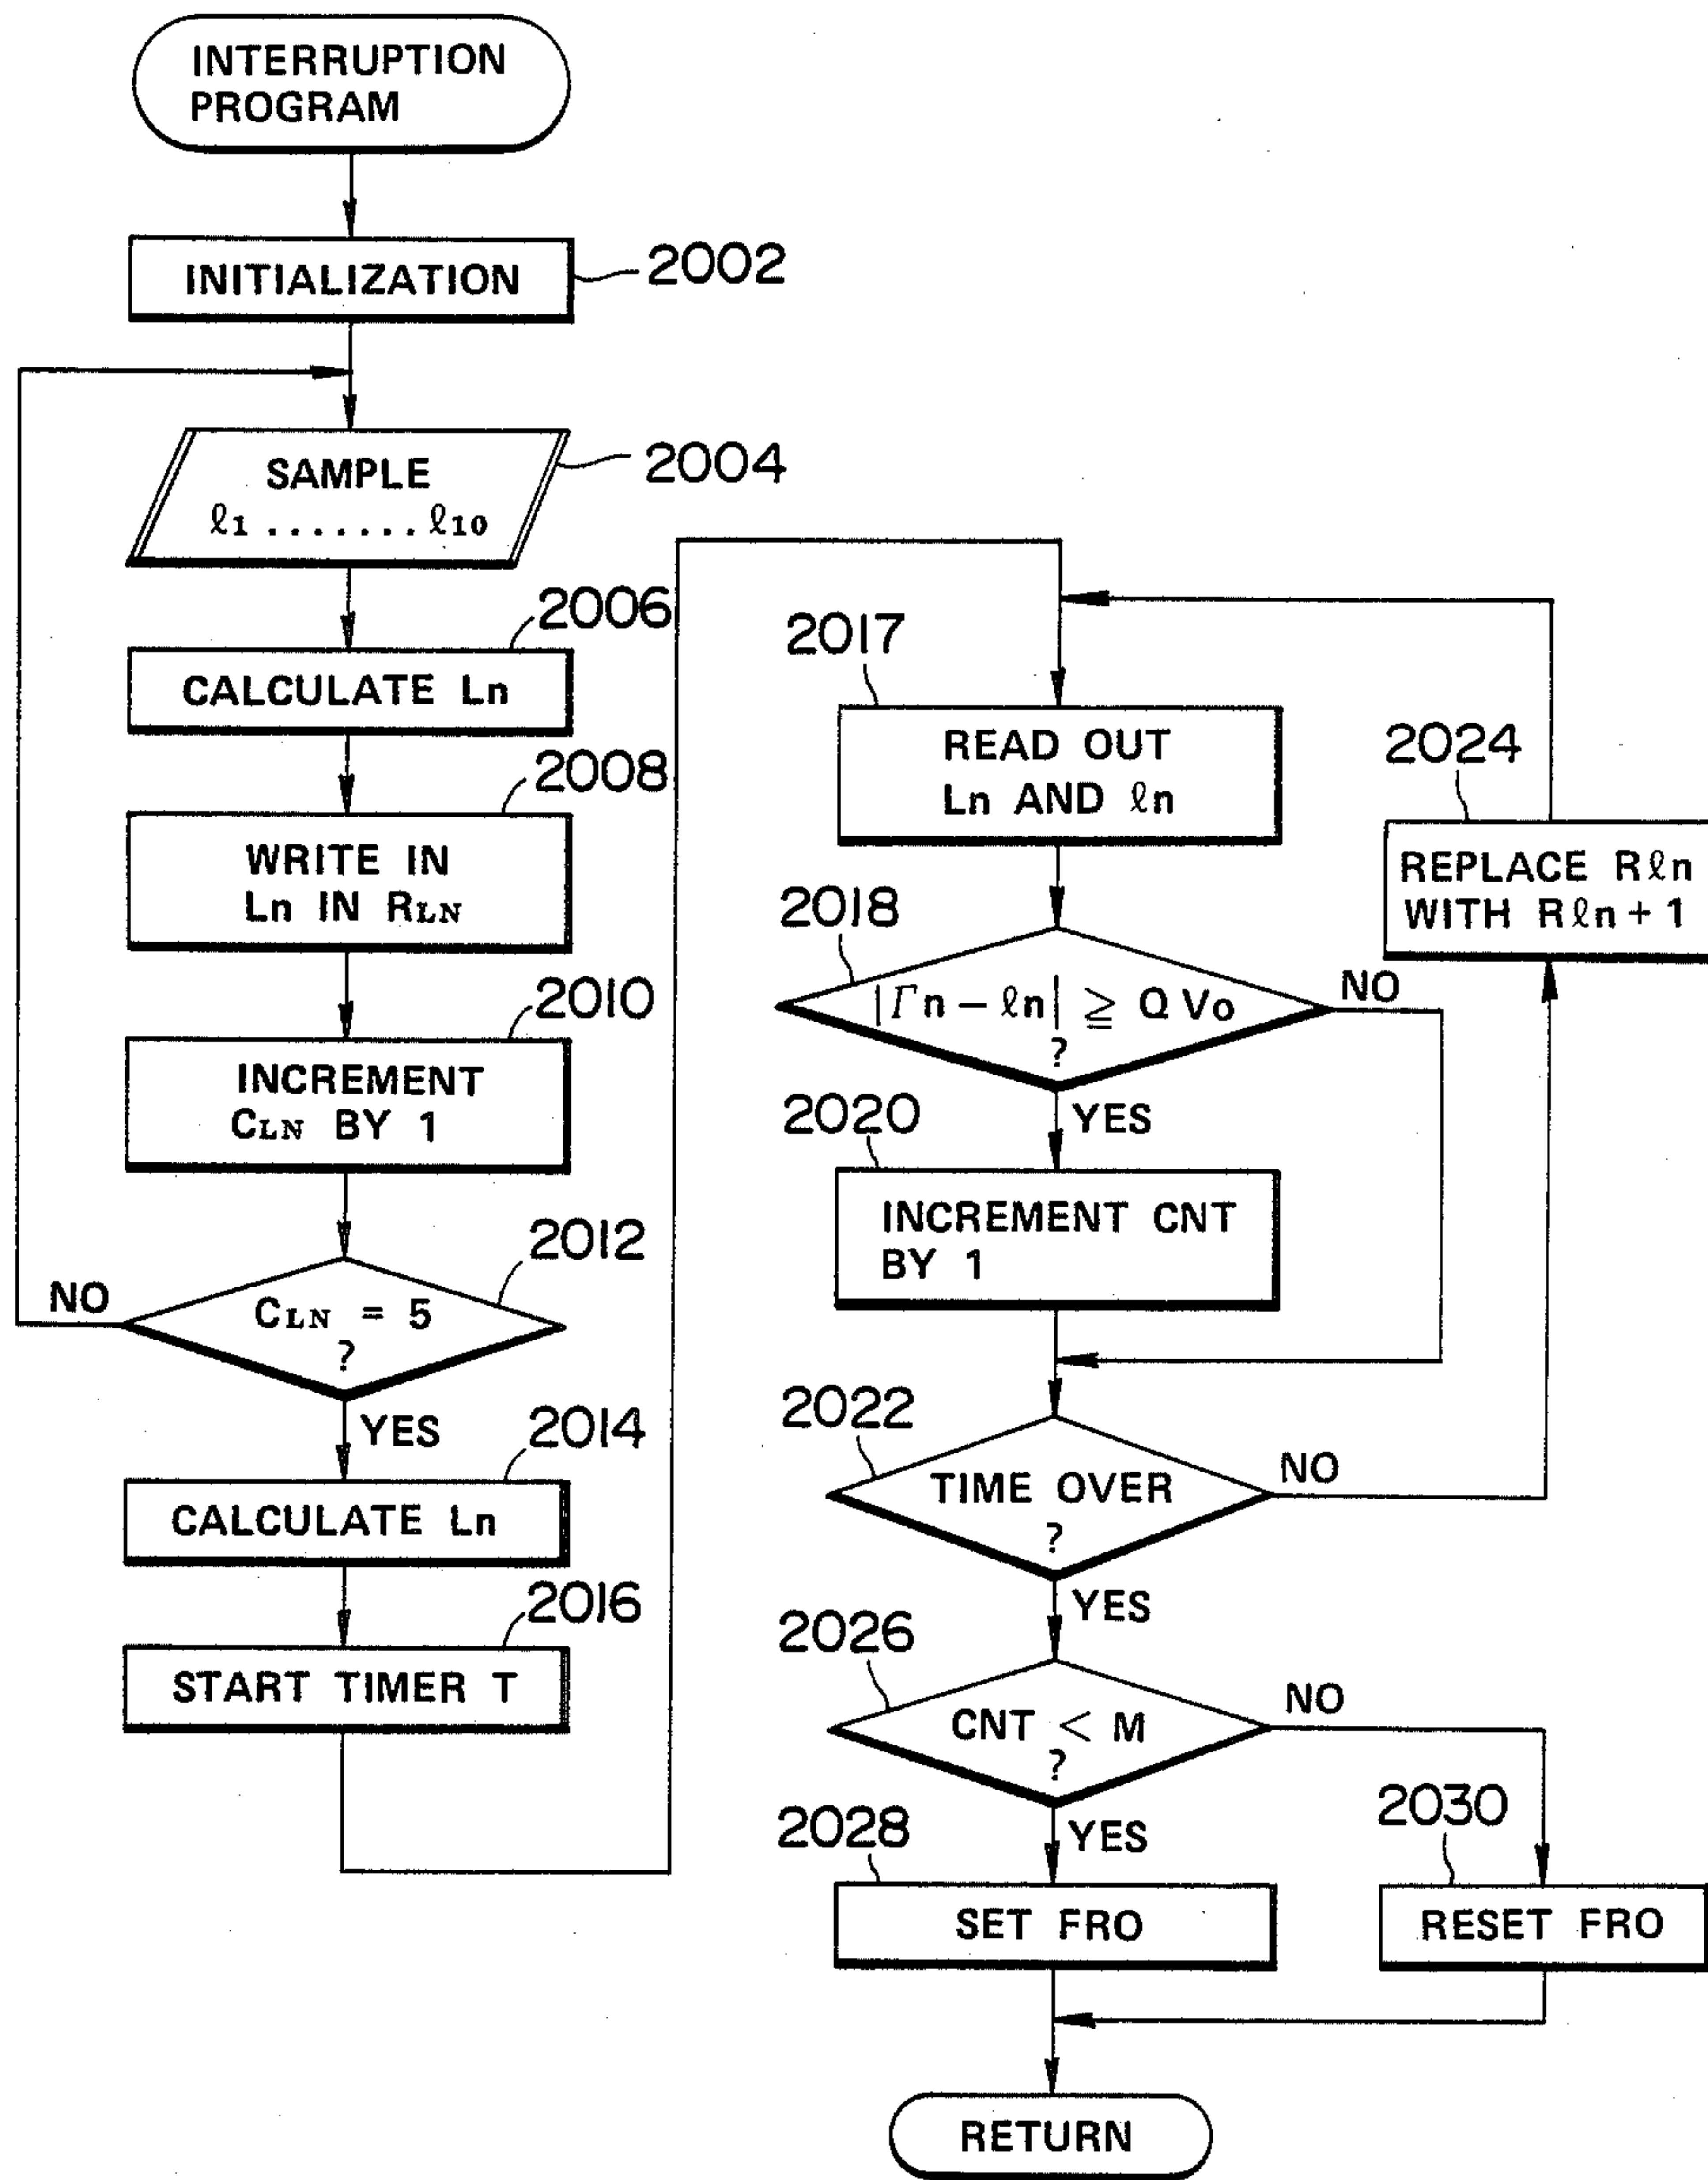 INTERRUPTION
PROGRAM
INITIALIZATION
2002
SAMPLE
ℓ1 ....... ℓ10
2004
2006
CALCULATE Ln
2008
WRITE IN
Ln IN RLN
2010
INCREMENT
CLN BY 1
2012
CLN = 5
?
NO
YES
2014
CALCULATE Ln
2016
START TIMER T
2017
READ OUT
Ln AND ℓn
2018
|Γn − ℓn| ≧ Q Vo
?
NO
YES
2020
INCREMENT CNT
BY 1
2022
TIME OVER
?
NO
YES
2024
REPLACE Rℓn
WITH Rℓn + 1
2026
CNT < M
?
NO
YES
2028
SET FRO
2030
RESET FRO
RETURN